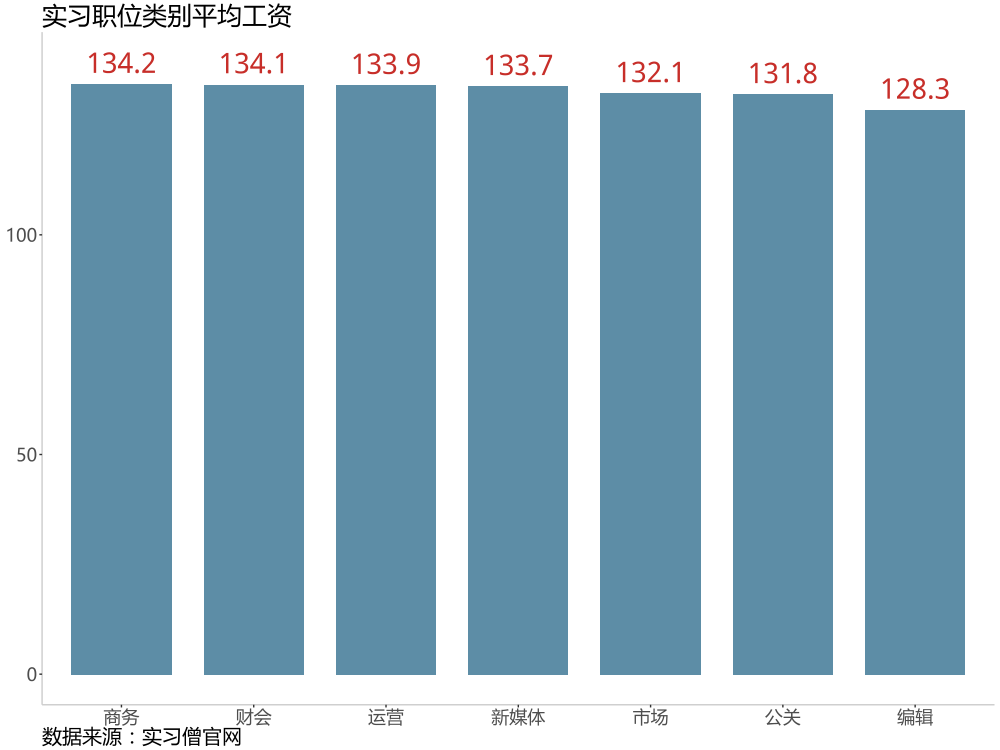 实习职位类别平均工资
134.2 134.1 133.9 133.7 132.1 131.8 128.3
100
50
0
商务 财会 运营 新媒体 市场 公关 编辑
数据来源：实习僧官网